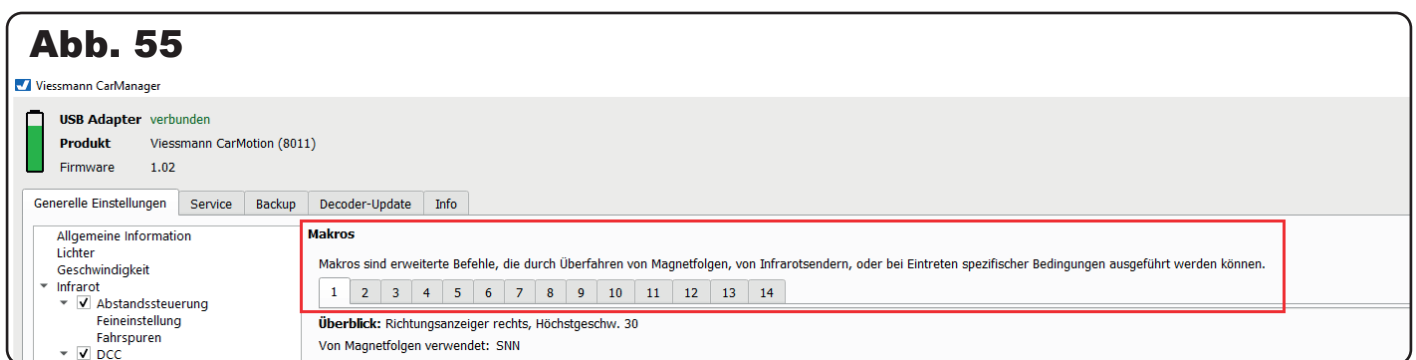 Abb. 55
Viessmann CarManager
USB Adapter verbunden
Produkt Viessmann CarMotion (8011)
Firmware 1.02
Generelle Einstellungen Service Backup Decoder-Update Info
Allgemeine Information
Lichter
Geschwindigkeit
Infrarot
Abstandssteuerung
Feineinstellung
Fahrspuren
DCC
Makros
Makros sind erweiterte Befehle, die durch Überfahren von Magnetfolgen, von Infrarotsendern, oder bei Eintreten spezifischer Bedingungen ausgeführt werden können.
1 2 3 4 5 6 7 8 9 10 11 12 13 14
Überblick: Richtungsanzeiger rechts, Höchstgeschw. 30
Von Magnetfolgen verwendet: SNN